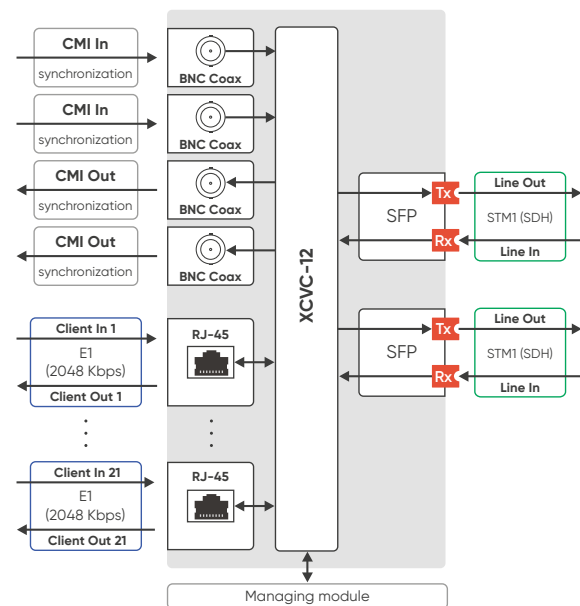 CMI In
synchronization
BNC Coax
CMI In
synchronization
BNC Coax
CMI Out
synchronization
BNC Coax
CMI Out
synchronization
BNC Coax
XCVC-12
SFP
Tx
Rx
Line Out
STM1 (SDH)
Line In
Client In 1
E1
(2048 Kbps)
Client Out 1
RJ-45
SFP
Tx
Rx
Line Out
STM1 (SDH)
Line In
Client In 21
E1
(2048 Kbps)
Client Out 21
RJ-45
Managing module